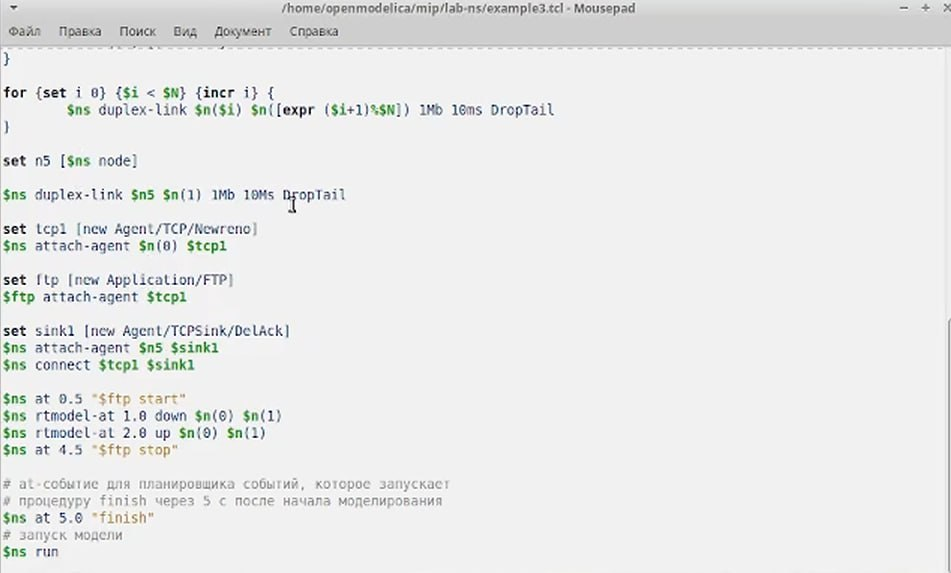 /home/openmodelica/mip/lab-ns/example3.tcl - Mousepad
Файл Правка Поиск Вид Документ Справка
}
for {set i 0} {$i < $N} {incr i} {
$ns duplex-link $n($i) $n([expr ($i+1)%$N]) 1Mb 10ms DropTail
}
set n5 [$ns node]
$ns duplex-link $n5 $n(1) 1Mb 10Ms DropTail
set tcp1 [new Agent/TCP/Newreno]
$ns attach-agent $n(0) $tcp1
set ftp [new Application/FTP]
$ftp attach-agent $tcp1
set sink1 [new Agent/TCPSink/DelAck]
$ns attach-agent $n5 $sink1
$ns connect $tcp1 $sink1
$ns at 0.5 "$ftp start"
$ns rtmodel-at 1.0 down $n(0) $n(1)
$ns rtmodel-at 2.0 up $n(0) $n(1)
$ns at 4.5 "$ftp stop"
# at-событие для планировщика событий, которое запускает
# процедуру finish через 5 с после начала моделирования
$ns at 5.0 "finish"
# запуск модели
$ns run